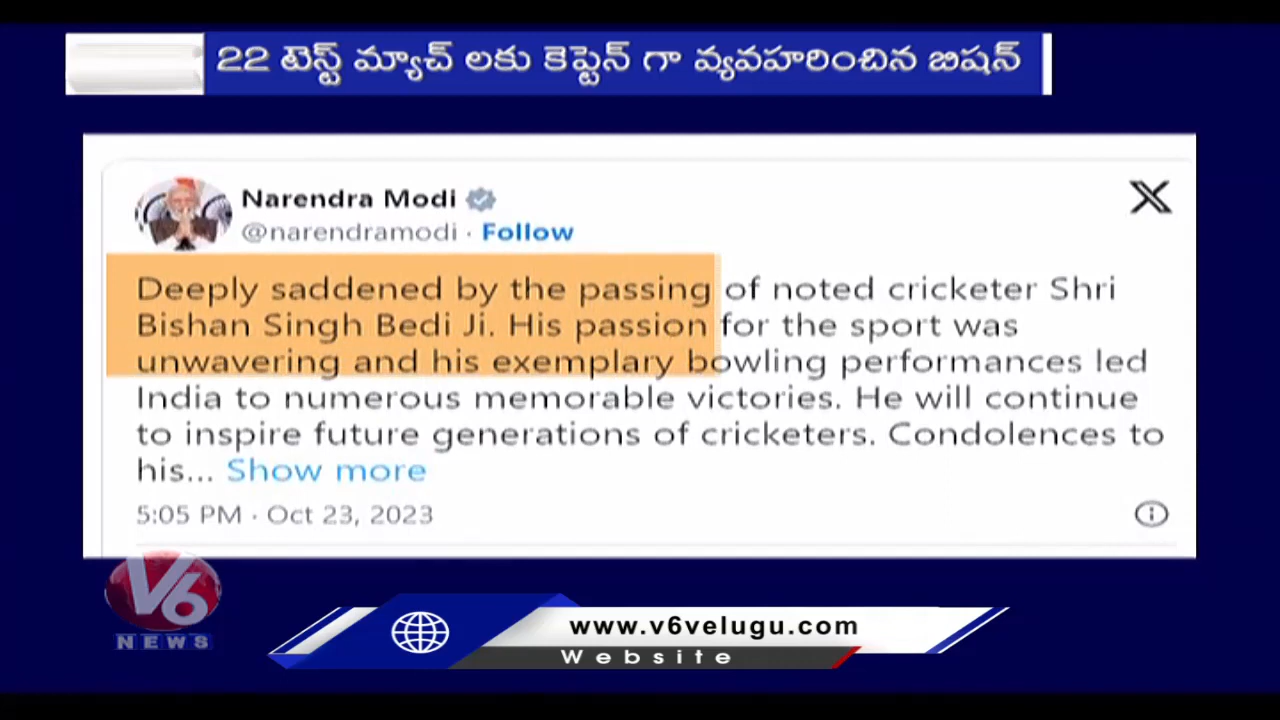 22 టెస్ట్ మ్యాచ్ లకు కెప్టెన్ గా వ్యవహరించిన బిషన్
Narendra Modi
X
@narendramodi · Follow
Deeply saddened by the passing of noted cricketer Shri
Bishan Singh Bedi Ji. His passion for the sport was
unwavering and his exemplary bowling performances led
India to numerous memorable victories. He will continue
to inspire future generations of cricketers. Condolences to
his... Show more
5:05 PM · Oct 23, 2023
V6
NEWS
www.v6velugu.com
Website